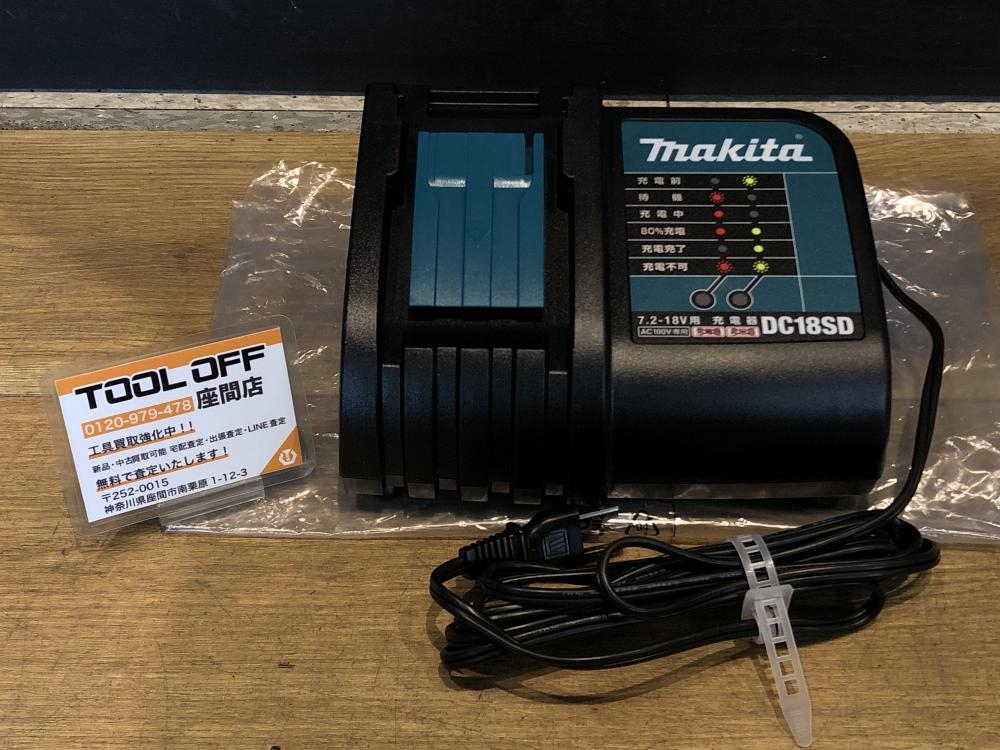 makita
充電前
待機
充電中
80%充電
充電完了
充電不可
7.2-18V用 充電器 DC18SD
AC100V専用
TOOL OFF
0120-979-478 座間店
工具買取強化中!!
新品・中古買取可能 宅配査定・出張査定・LINE査定
無料で査定いたします!
〒252-0015
神奈川県座間市南栗原 1-12-3